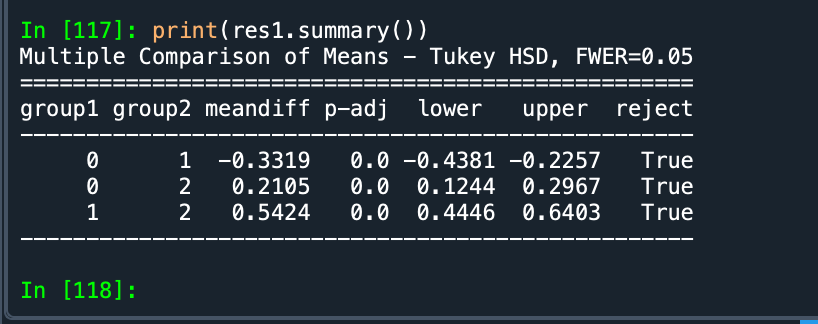 In [117]: print(res1.summary())
Multiple Comparison of Means - Tukey HSD, FWER=0.05
===================================================
group1 group2 meandiff p-adj  lower   upper  reject
---------------------------------------------------
     0      1  -0.3319   0.0 -0.4381 -0.2257   True
     0      2   0.2105   0.0  0.1244  0.2967   True
     1      2   0.5424   0.0  0.4446  0.6403   True
---------------------------------------------------
In [118]: